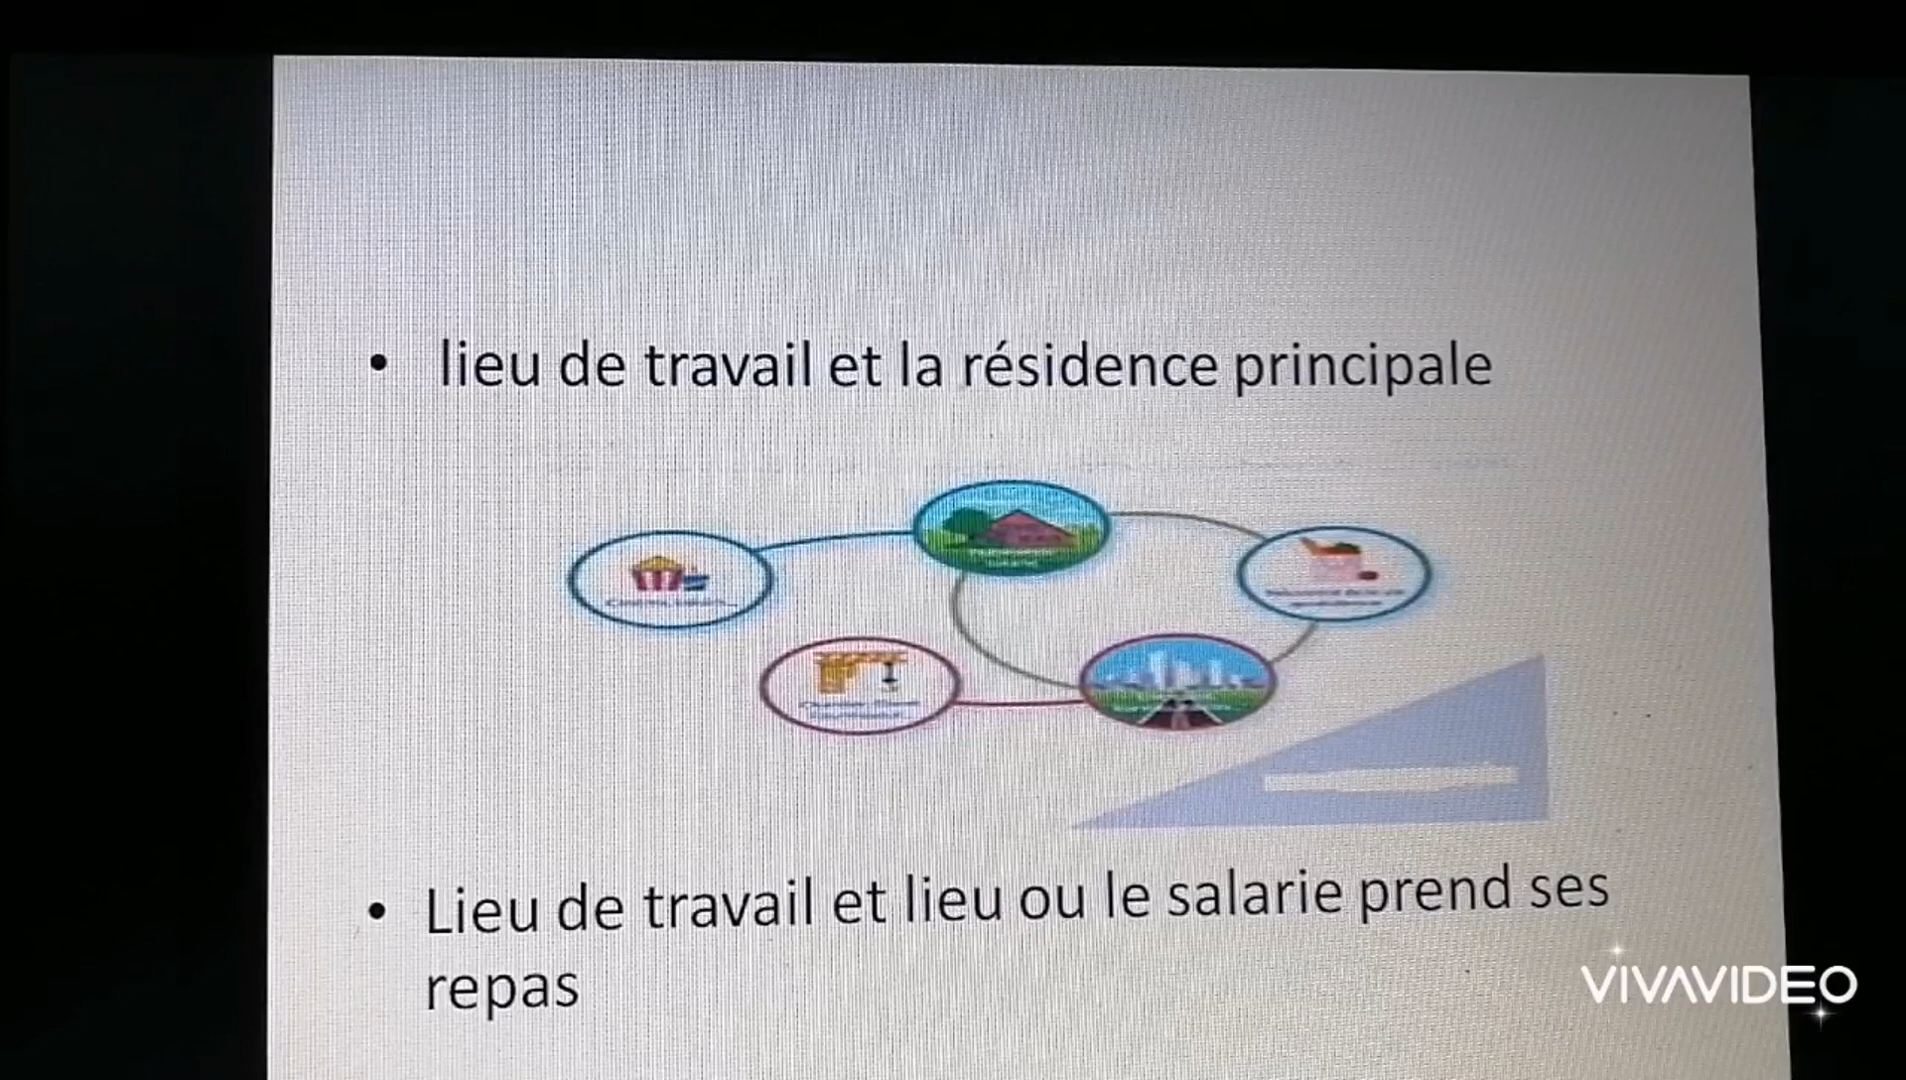 • lieu de travail et la résidence principale
• Lieu de travail et lieu ou le salarie prend ses
repas
VIVAVIDEO